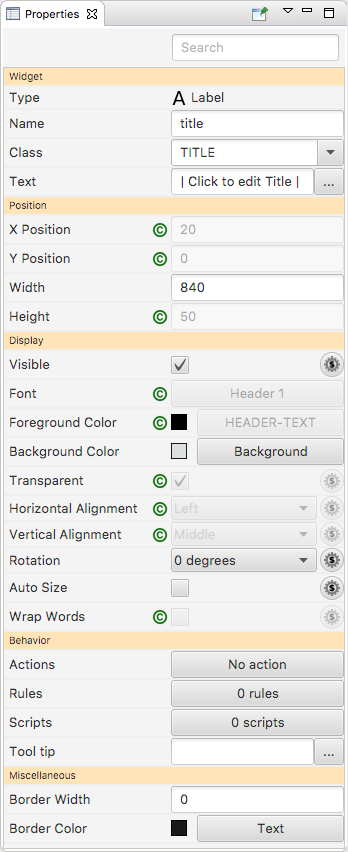 Properties
Search
Widget
Type A Label
Name title
Class TITLE
Text | Click to edit Title | ...
Position
X Position C 20
Y Position C 0
Width 840
Height C 50
Display
Visible $
Font C Header 1
Foreground Color C HEADER-TEXT
Background Color Background
Transparent C $
Horizontal Alignment C Left $
Vertical Alignment C Middle $
Rotation 0 degrees $
Auto Size $
Wrap Words C $
Behavior
Actions No action
Rules 0 rules
Scripts 0 scripts
Tool tip ...
Miscellaneous
Border Width 0
Border Color Text